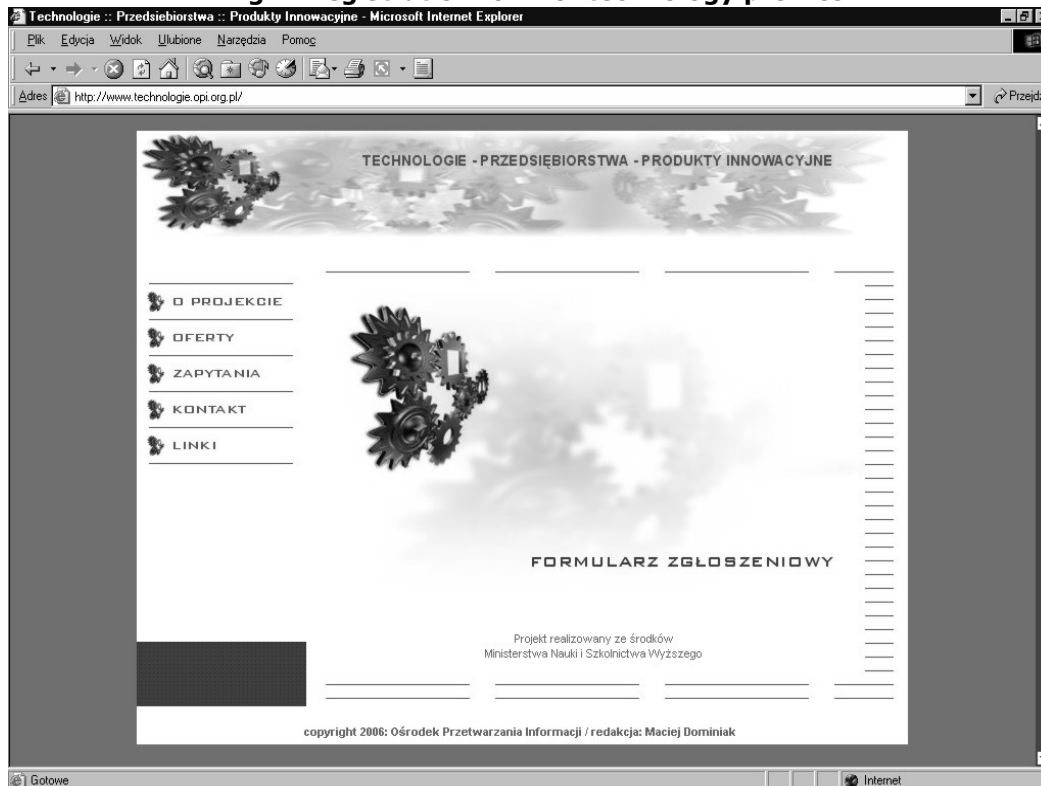 Technologie :: Przedsiebiorstwa :: Produkty Innowacyjne - Microsoft Internet Explorer
Plik Edycja Widok Ulubione Narzędzia Pomoc
Adres http://www.technologie.opi.org.pl/ Przejdź
TECHNOLOGIE - PRZEDSIĘBIORSTWA - PRODUKTY INNOWACYJNE
O PROJEKCIE
OFERTY
ZAPYTANIA
KONTAKT
LINKI
FORMULARZ ZGŁOSZENIOWY
Projekt realizowany ze środków
Ministerstwa Nauki i Szkolnictwa Wyższego
copyright 2006: Ośrodek Przetwarzania Informacji / redakcja: Maciej Dominiak
Gotowe Internet